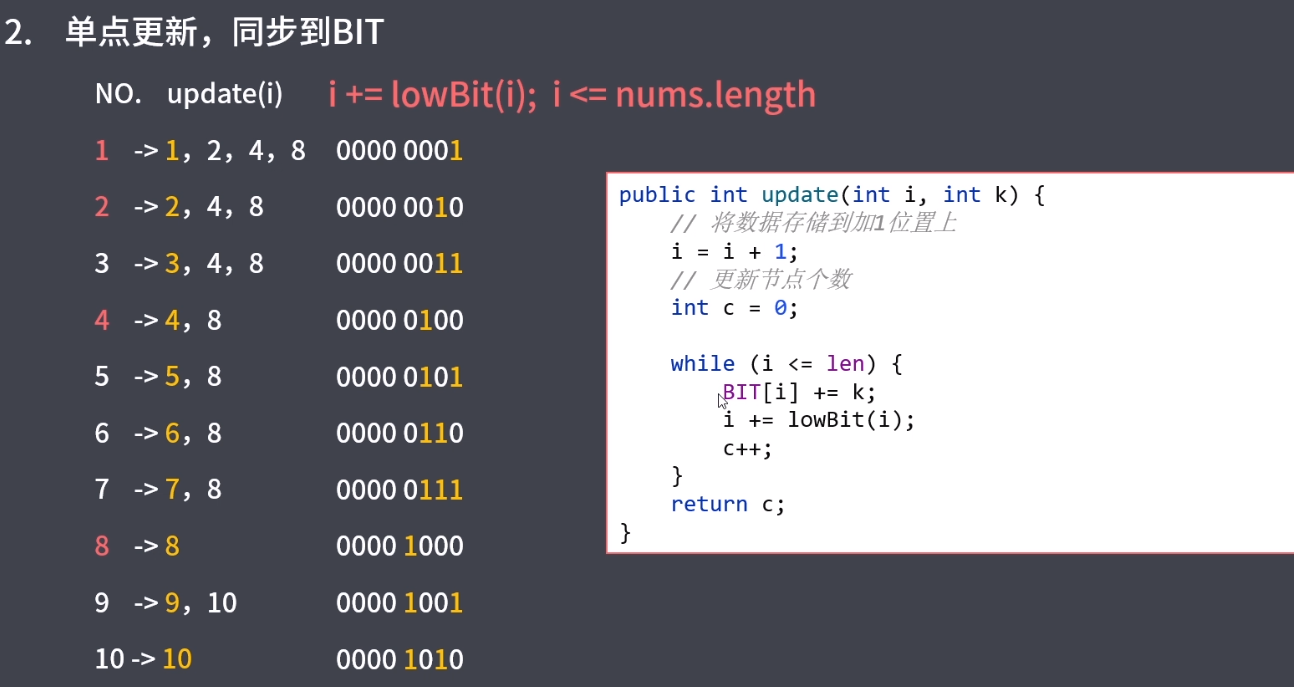 2. 单点更新，同步到BIT
NO. update(i) i += lowBit(i); i <= nums.length
1 -> 1，2，4，8 0000 0001
2 -> 2，4，8 0000 0010
3 -> 3，4，8 0000 0011
4 -> 4，8 0000 0100
5 -> 5，8 0000 0101
6 -> 6，8 0000 0110
7 -> 7，8 0000 0111
8 -> 8 0000 1000
9 -> 9，10 0000 1001
10 -> 10 0000 1010
public int update(int i, int k) {
// 将数据存储到加1位置上
i = i + 1;
// 更新节点个数
int c = 0;
while (i <= len) {
BIT[i] += k;
i += lowBit(i);
c++;
}
return c;
}